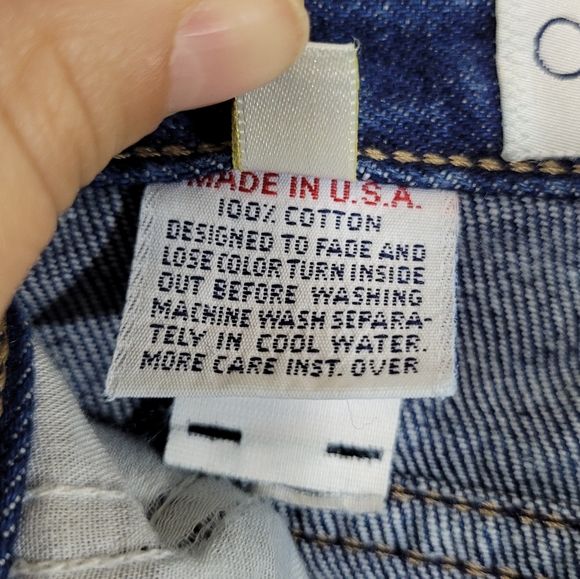 MADE IN U.S.A.
100% COTTON
DESIGNED TO FADE AND
LOSE COLOR TURN INSIDE
OUT BEFORE WASHING
MACHINE WASH SEPARA-
TELY IN COOL WATER.
MORE CARE INST. OVER